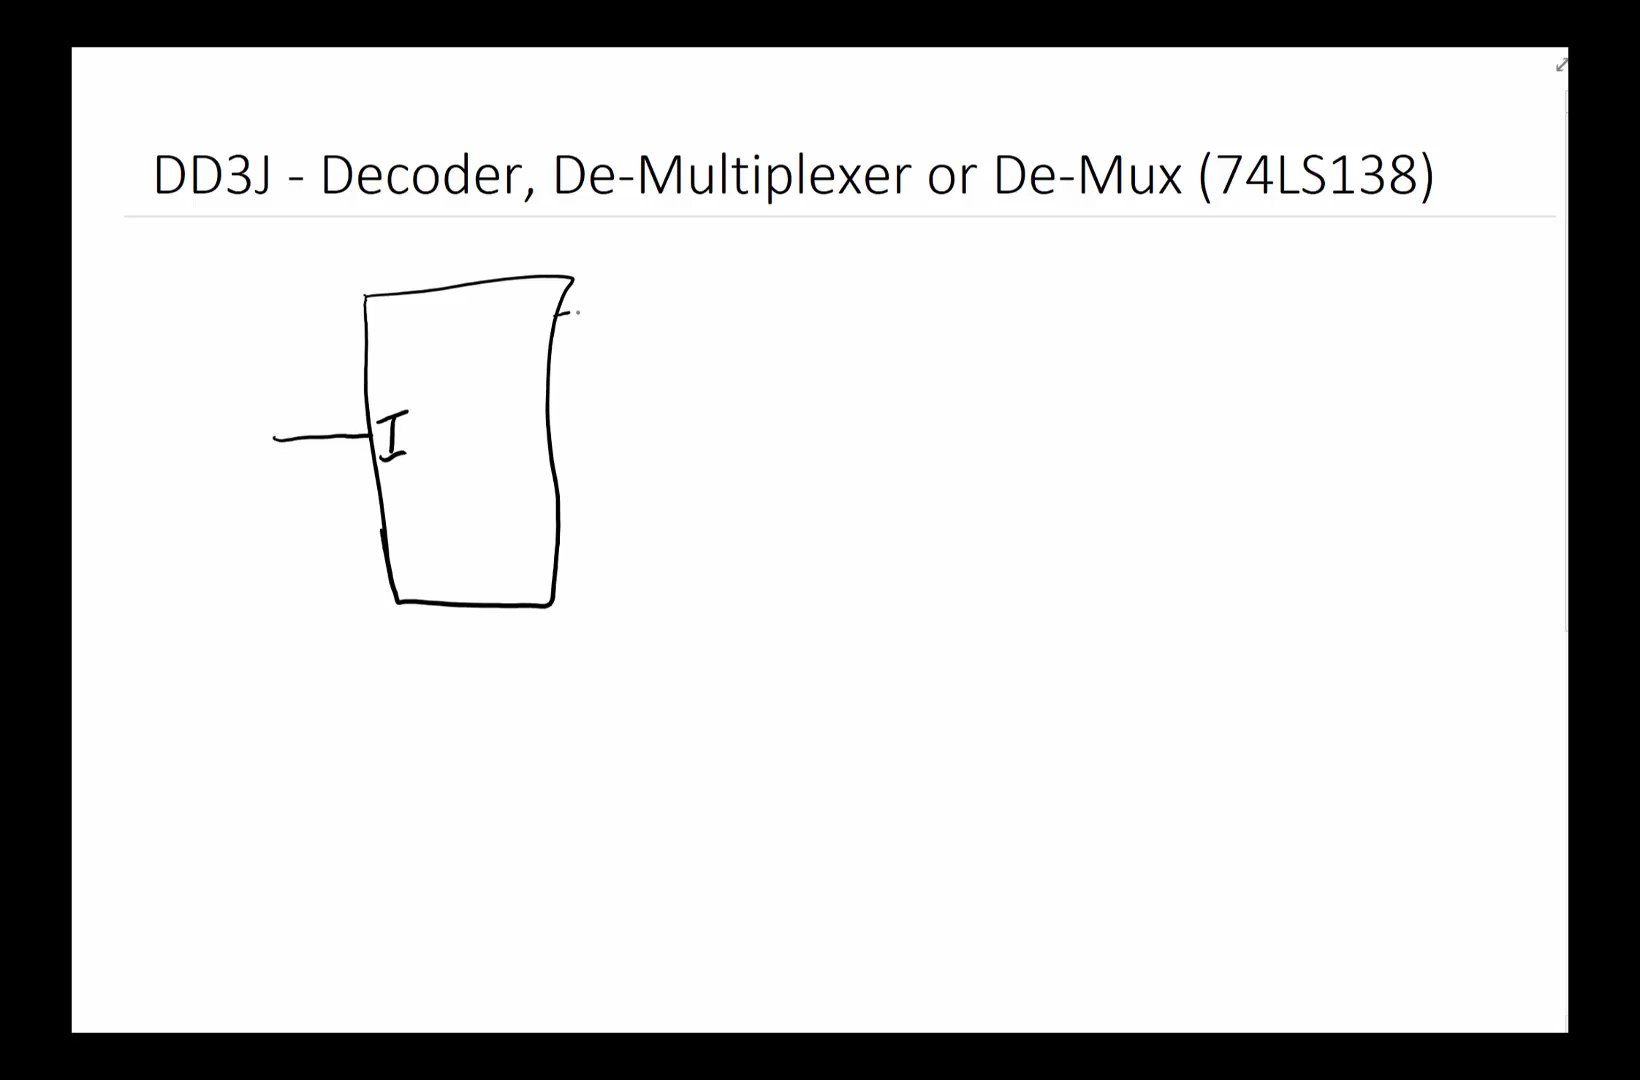 DD3J - Decoder, De-Multiplexer or De-Mux (74LS138)
I